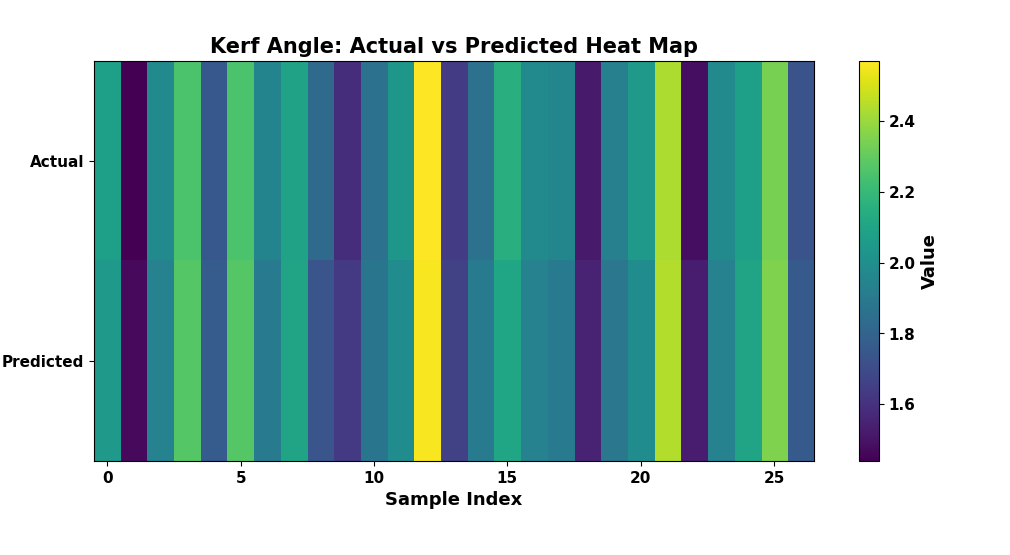 Kerf Angle: Actual vs Predicted Heat Map
Actual
Predicted
0 5 10 15 20 25
Sample Index
2.4
2.2
2.0
1.8
1.6
Value